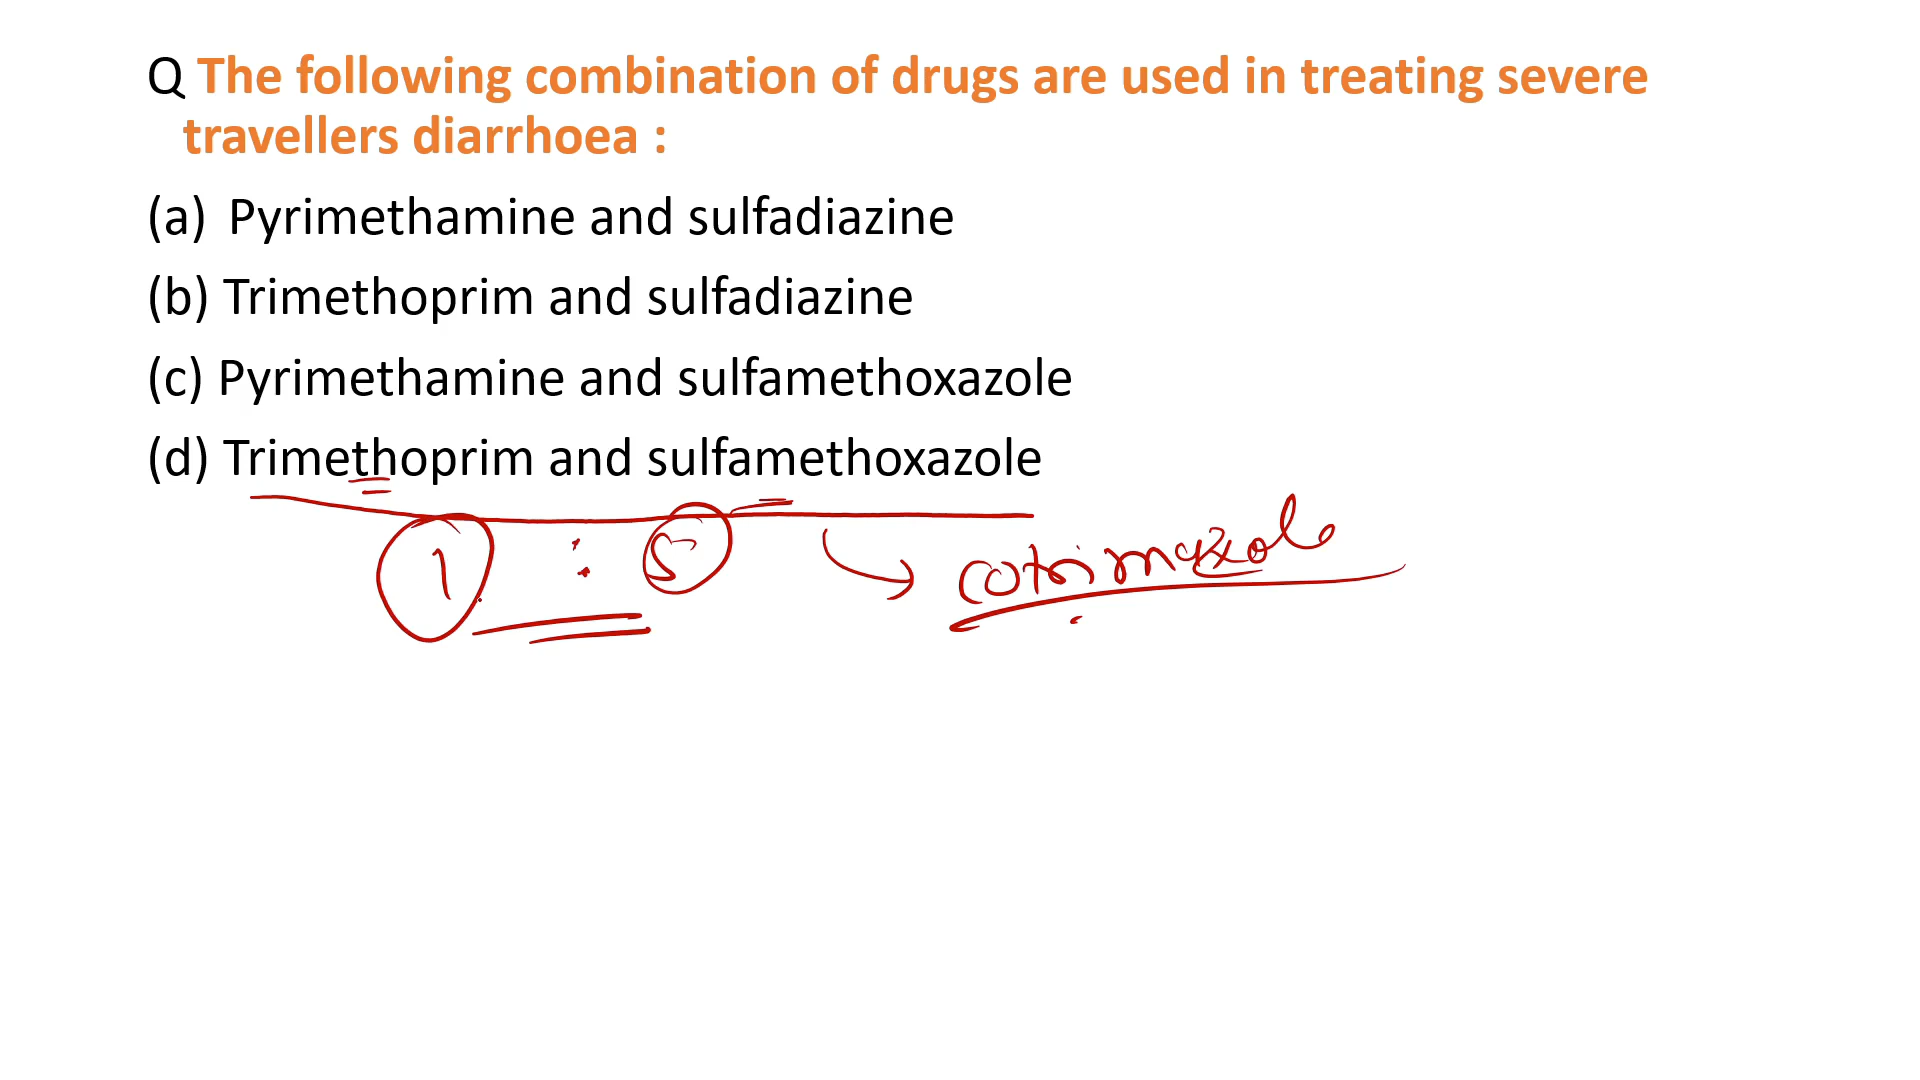 Q The following combination of drugs are used in treating severe
travellers diarrhoea :
(a) Pyrimethamine and sulfadiazine
(b) Trimethoprim and sulfadiazine
(c) Pyrimethamine and sulfamethoxazole
(d) Trimethoprim and sulfamethoxazole
1 : 5 cotrimaxole